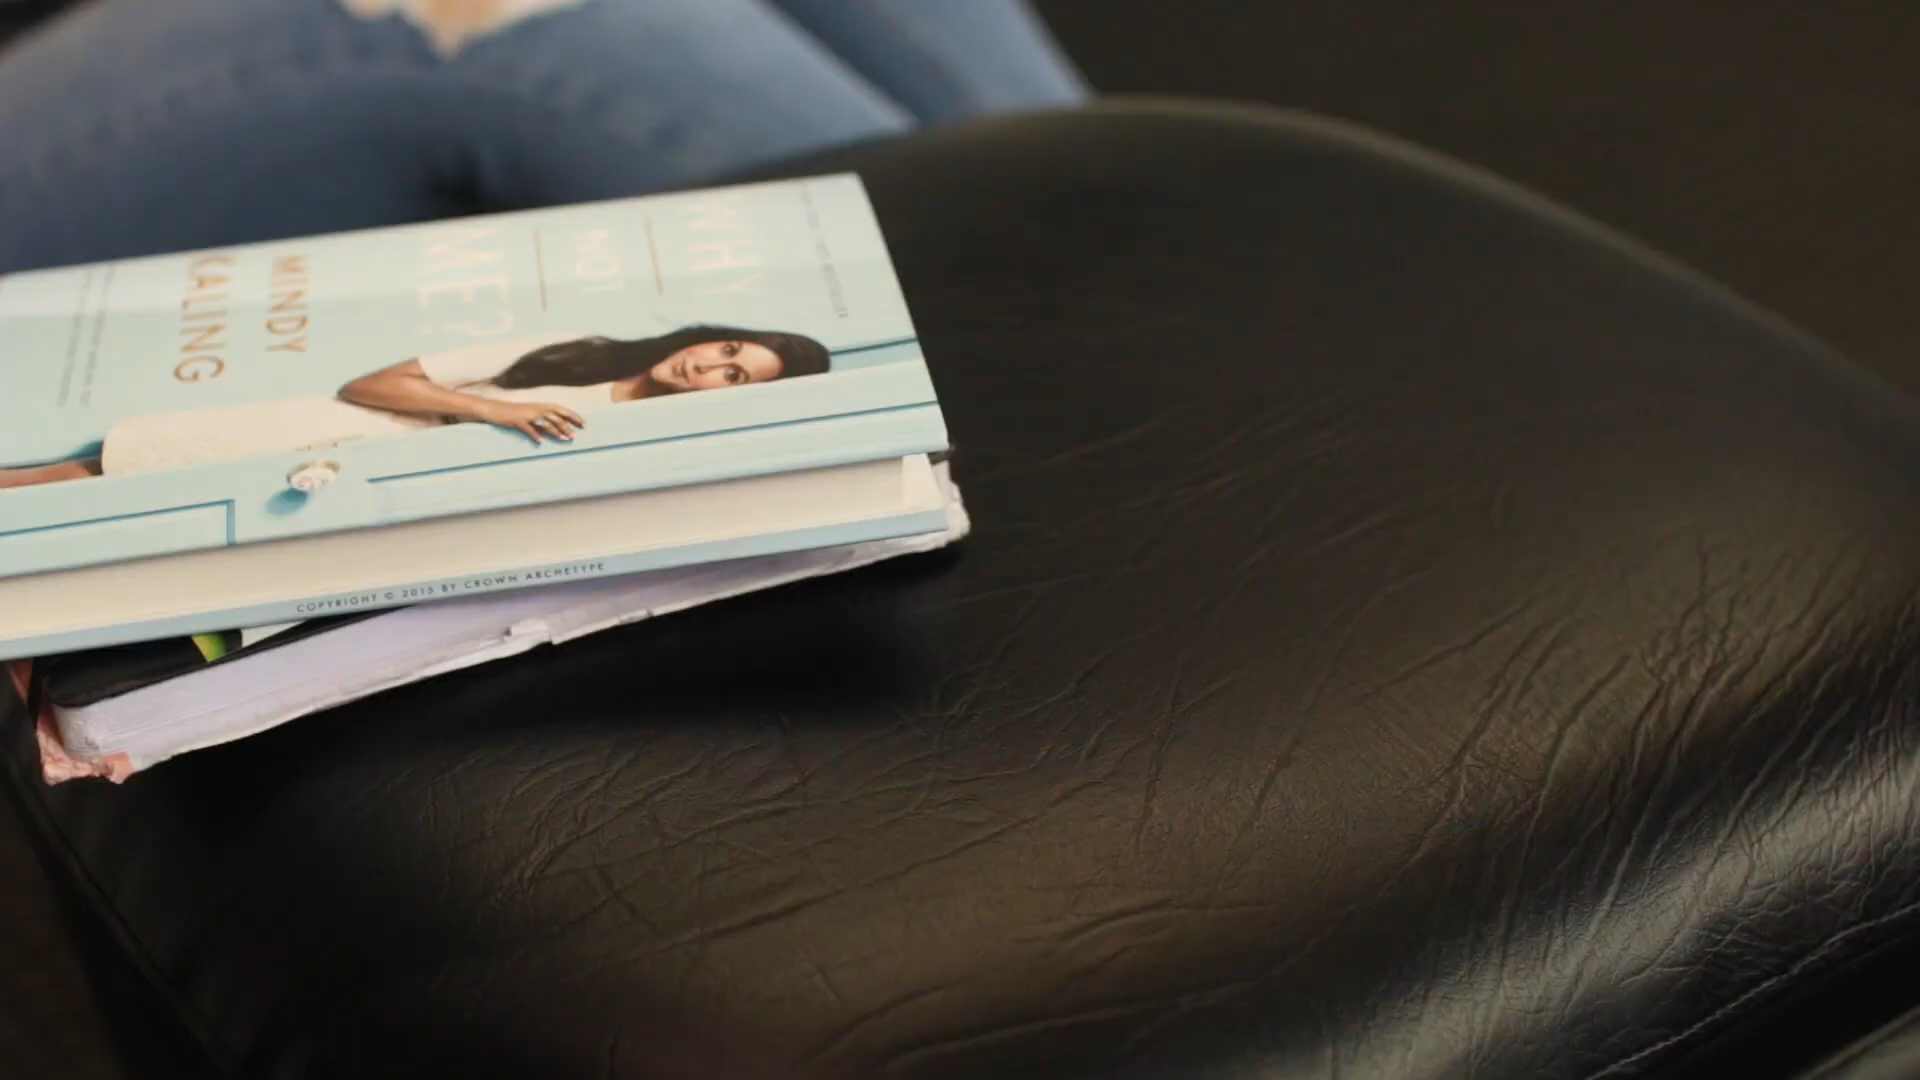 WHY
NOT
ME?
MINDY
KALING
COPYRIGHT © 2015 BY CROWN ARCHETYPE